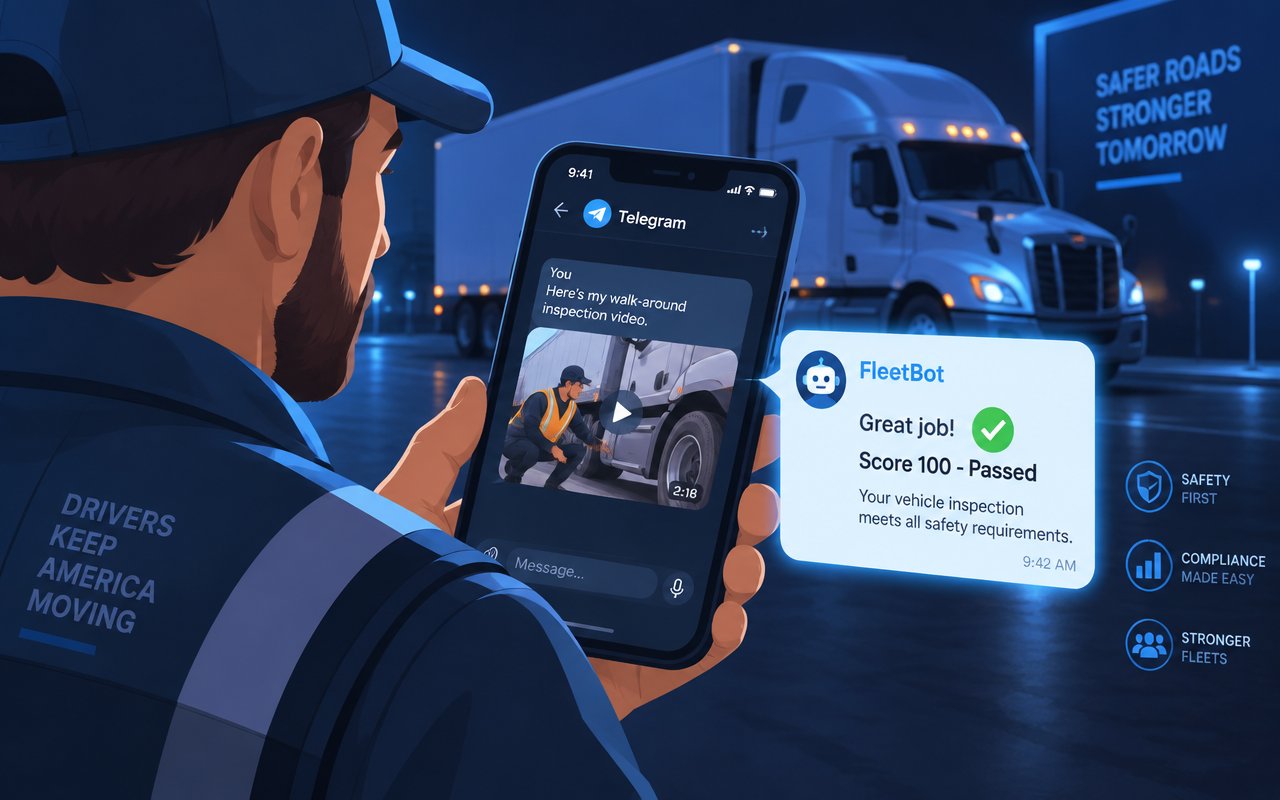 SAFER ROADS
STRONGER
TOMORROW
9:41
Telegram
You
Here's my walk-around
inspection video.
2:18
Message...
FleetBot
Great job!
Score 100 - Passed
Your vehicle inspection
meets all safety requirements.
9:42 AM
DRIVERS
KEEP
AMERICA
MOVING
SAFETY
FIRST
COMPLIANCE
MADE EASY
STRONGER
FLEETS